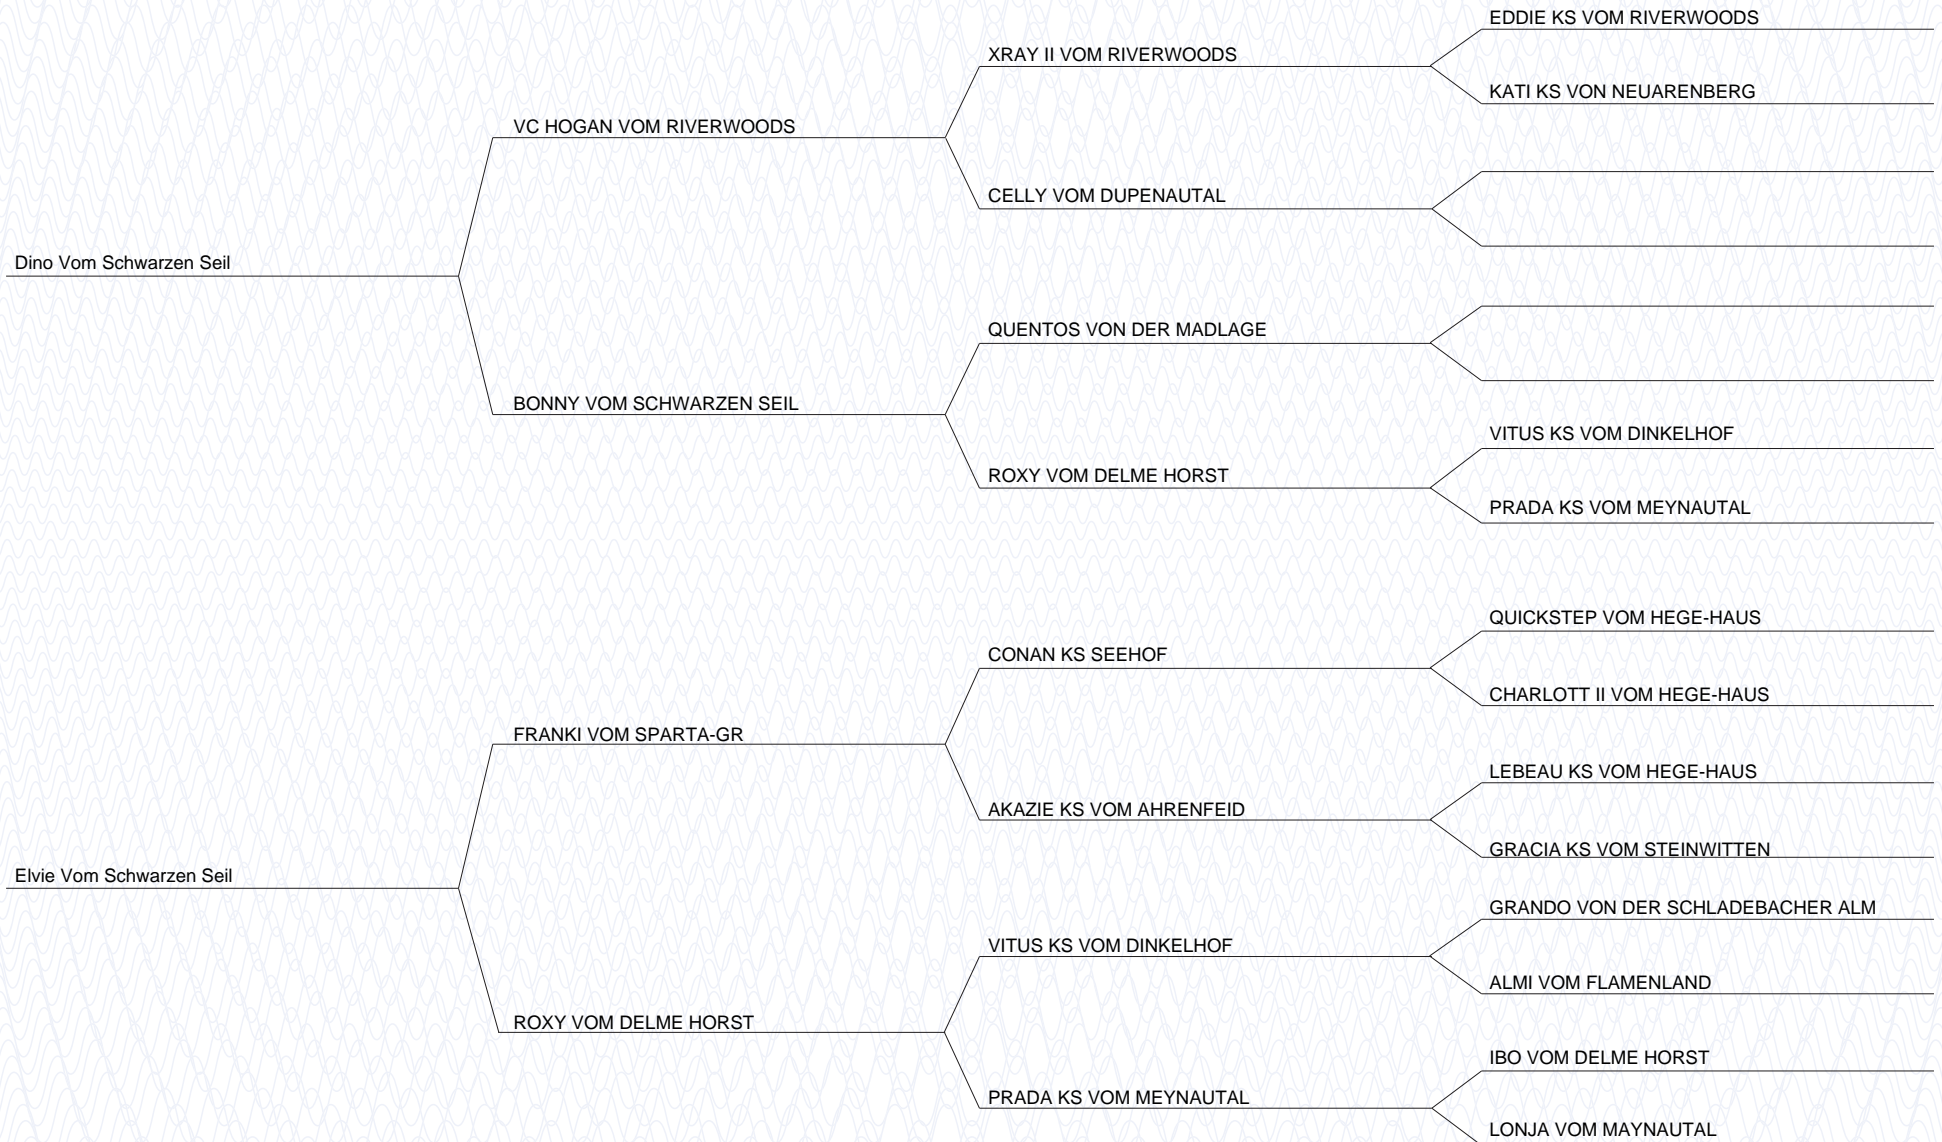 EDDIE KS VOM RIVERWOODS
XRAY II VOM RIVERWOODS
KATI KS VON NEUARENBERG
VC HOGAN VOM RIVERWOODS
CELLY VOM DUPENAUTAL
Dino Vom Schwarzen Seil
QUENTOS VON DER MADLAGE
BONNY VOM SCHWARZEN SEIL
VITUS KS VOM DINKELHOF
ROXY VOM DELME HORST
PRADA KS VOM MEYNAUTAL
QUICKSTEP VOM HEGE-HAUS
CONAN KS SEEHOF
CHARLOTT II VOM HEGE-HAUS
FRANKI VOM SPARTA-GR
LEBEAU KS VOM HEGE-HAUS
AKAZIE KS VOM AHRENFEID
GRACIA KS VOM STEINWITTEN
Elvie Vom Schwarzen Seil
GRANDO VON DER SCHLADEBACHER ALM
VITUS KS VOM DINKELHOF
ALMI VOM FLAMENLAND
ROXY VOM DELME HORST
IBO VOM DELME HORST
PRADA KS VOM MEYNAUTAL
LONJA VOM MAYNAUTAL